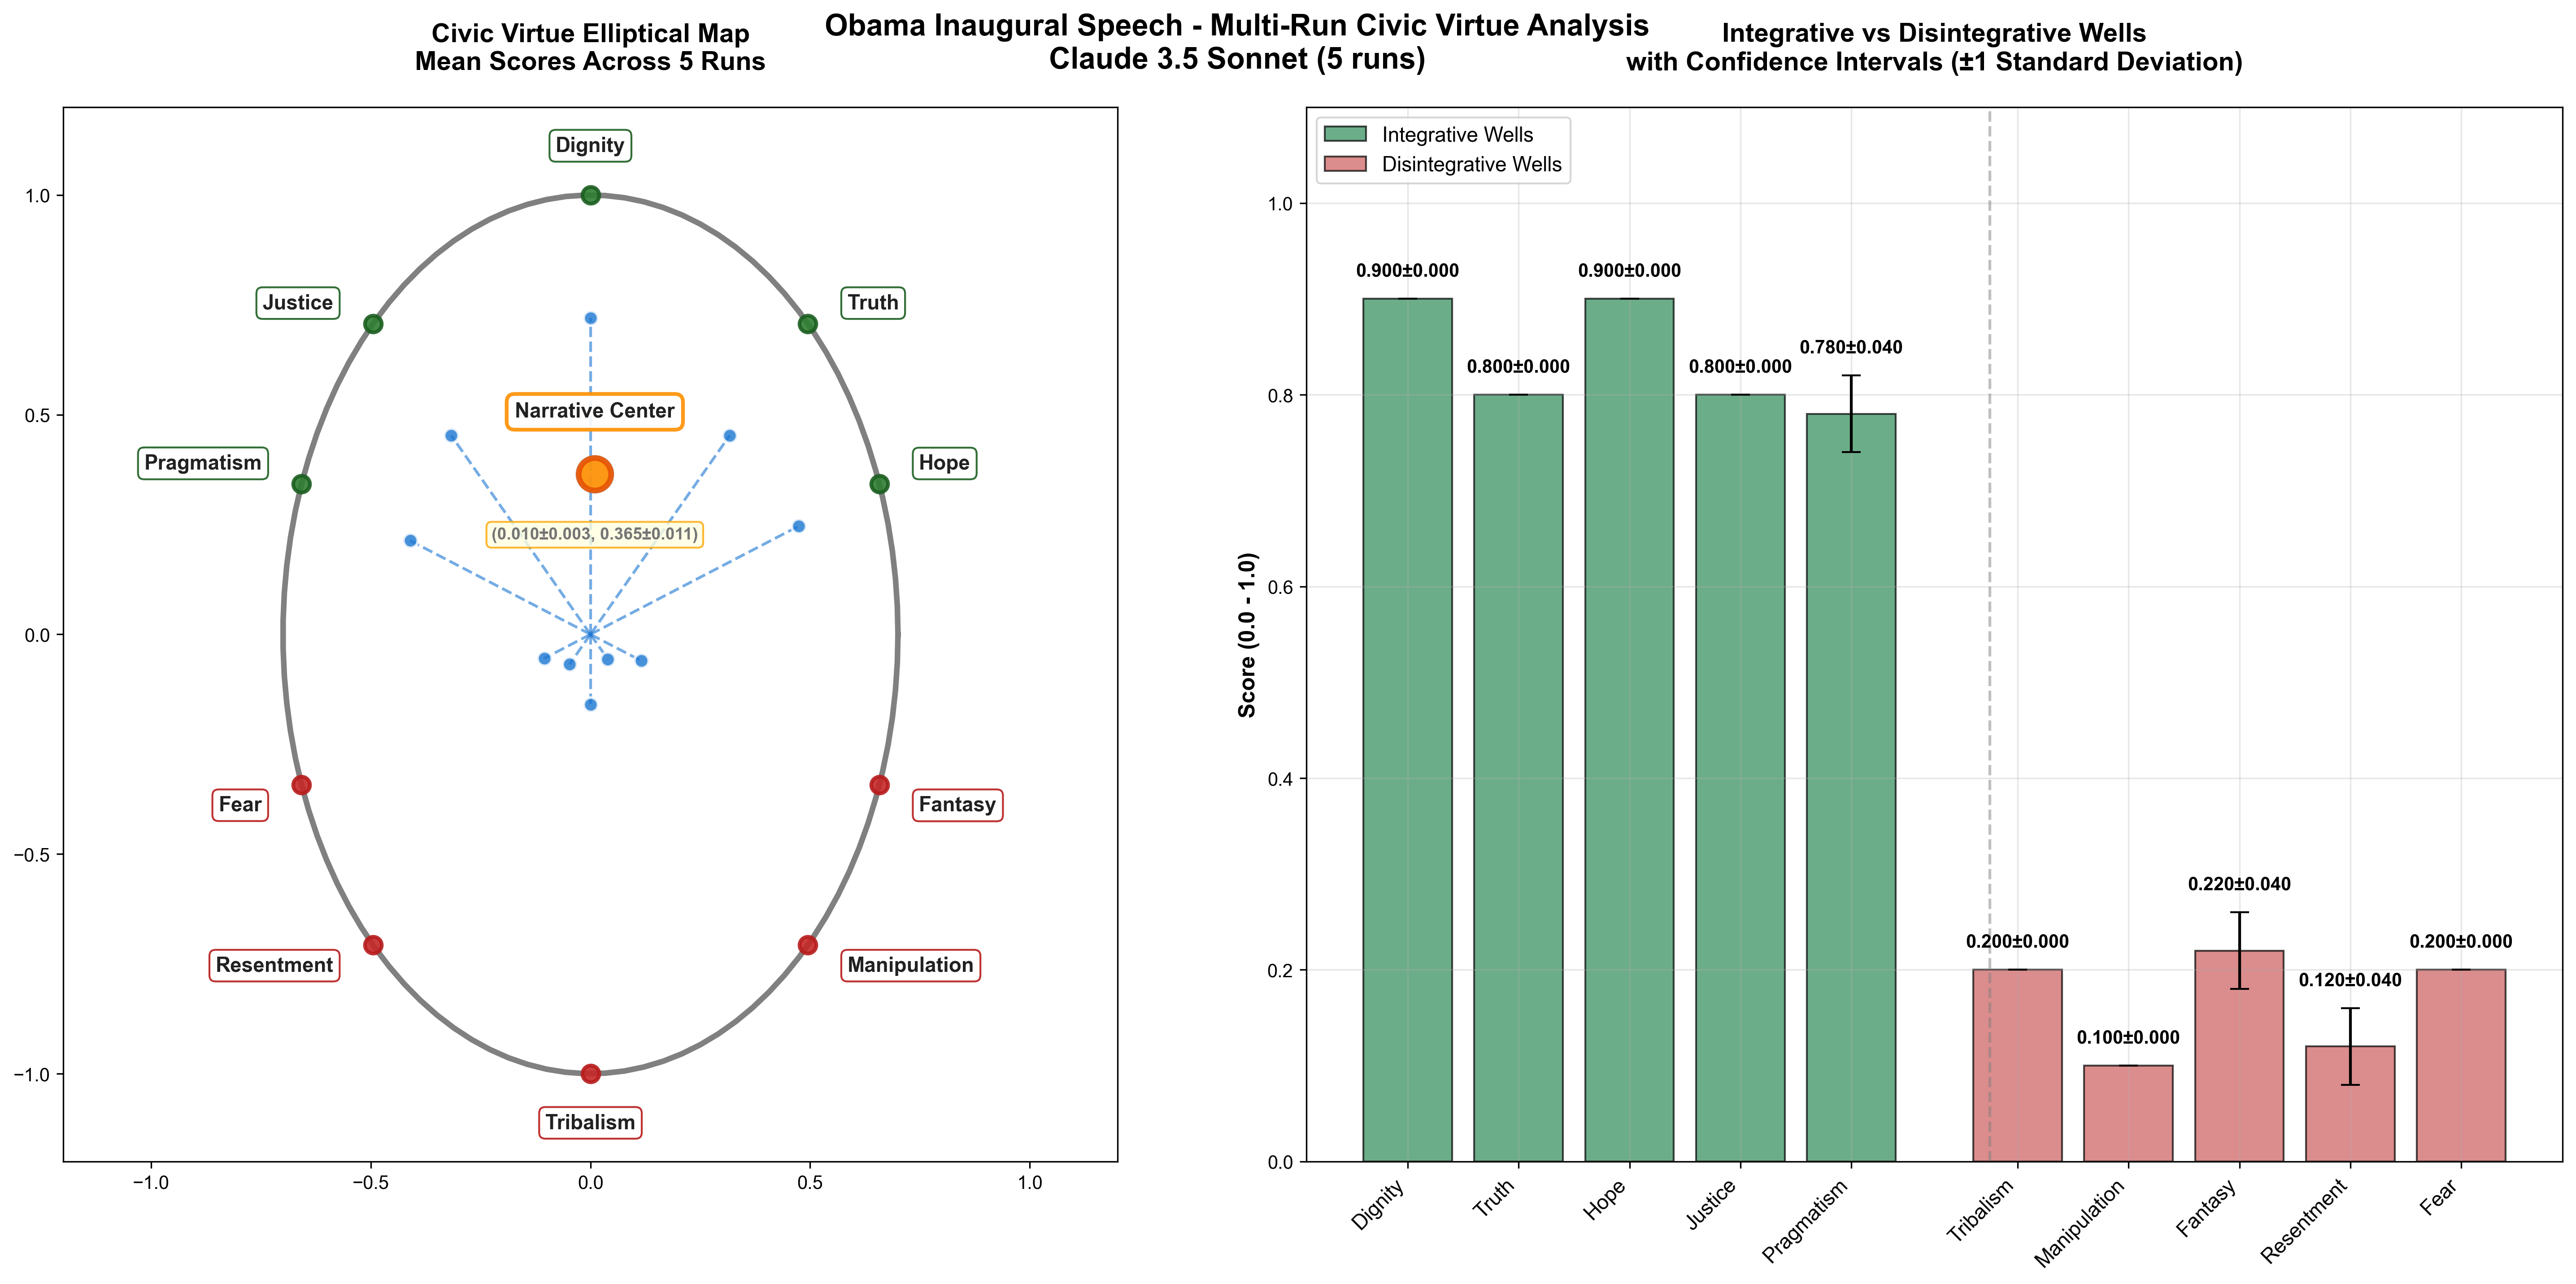 Obama Inaugural Speech - Multi-Run Civic Virtue Analysis
Claude 3.5 Sonnet (5 runs)
Civic Virtue Elliptical Map
Mean Scores Across 5 Runs
Dignity
1.0
Justice
Truth
0.5
Narrative Center
Pragmatism
Hope
(0.010±0.003, 0.365±0.011)
0.0
Fear
Fantasy
−0.5
Resentment
Manipulation
−1.0
Tribalism
−1.0
−0.5
0.0
0.5
1.0
Integrative vs Disintegrative Wells
with Confidence Intervals (±1 Standard Deviation)
Integrative Wells
Disintegrative Wells
Score (0.0 - 1.0)
1.0
0.8
0.6
0.4
0.2
0.0
0.900±0.000
0.800±0.000
0.900±0.000
0.800±0.000
0.780±0.040
0.200±0.000
0.100±0.000
0.220±0.040
0.120±0.040
0.200±0.000
Dignity
Truth
Hope
Justice
Pragmatism
Tribalism
Manipulation
Fantasy
Resentment
Fear